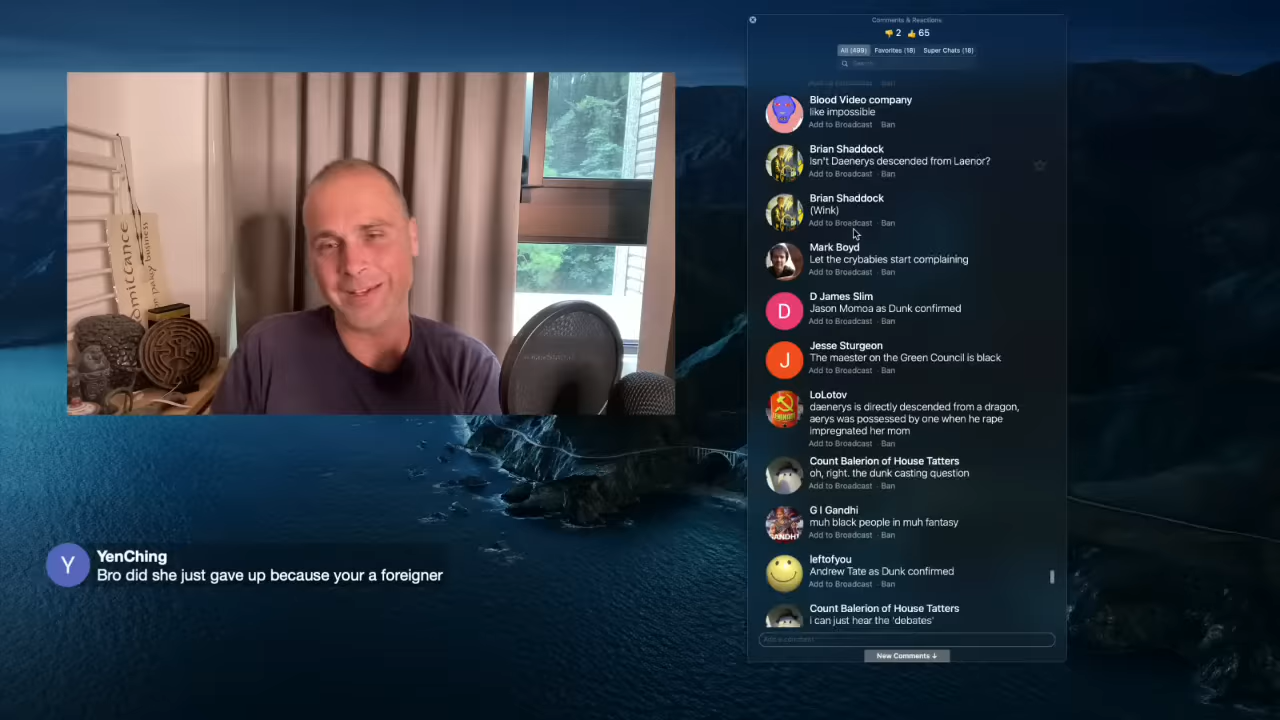 Comments & Reactions
👎 2 👍 65
All (499) Favorites (18) Super Chats (18)
Search
Blood Video company
like impossible
Add to Broadcast · Ban
Brian Shaddock
Isn't Daenerys descended from Laenor?
Add to Broadcast · Ban
Brian Shaddock
(Wink)
Add to Broadcast · Ban
Mark Boyd
Let the crybabies start complaining
Add to Broadcast · Ban
D
D James Slim
Jason Momoa as Dunk confirmed
Add to Broadcast · Ban
J
Jesse Sturgeon
The maester on the Green Council is black
Add to Broadcast · Ban
LoLotov
daenerys is directly descended from a dragon,
aerys was possessed by one when he rape
impregnated her mom
Add to Broadcast · Ban
Count Balerion of House Tatters
oh, right. the dunk casting question
Add to Broadcast · Ban
G I Gandhi
muh black people in muh fantasy
Add to Broadcast · Ban
leftofyou
Andrew Tate as Dunk confirmed
Add to Broadcast · Ban
Count Balerion of House Tatters
i can just hear the 'debates'
Add a comment
New Comments ↓
Y
YenChing
Bro did she just gave up because your a foreigner